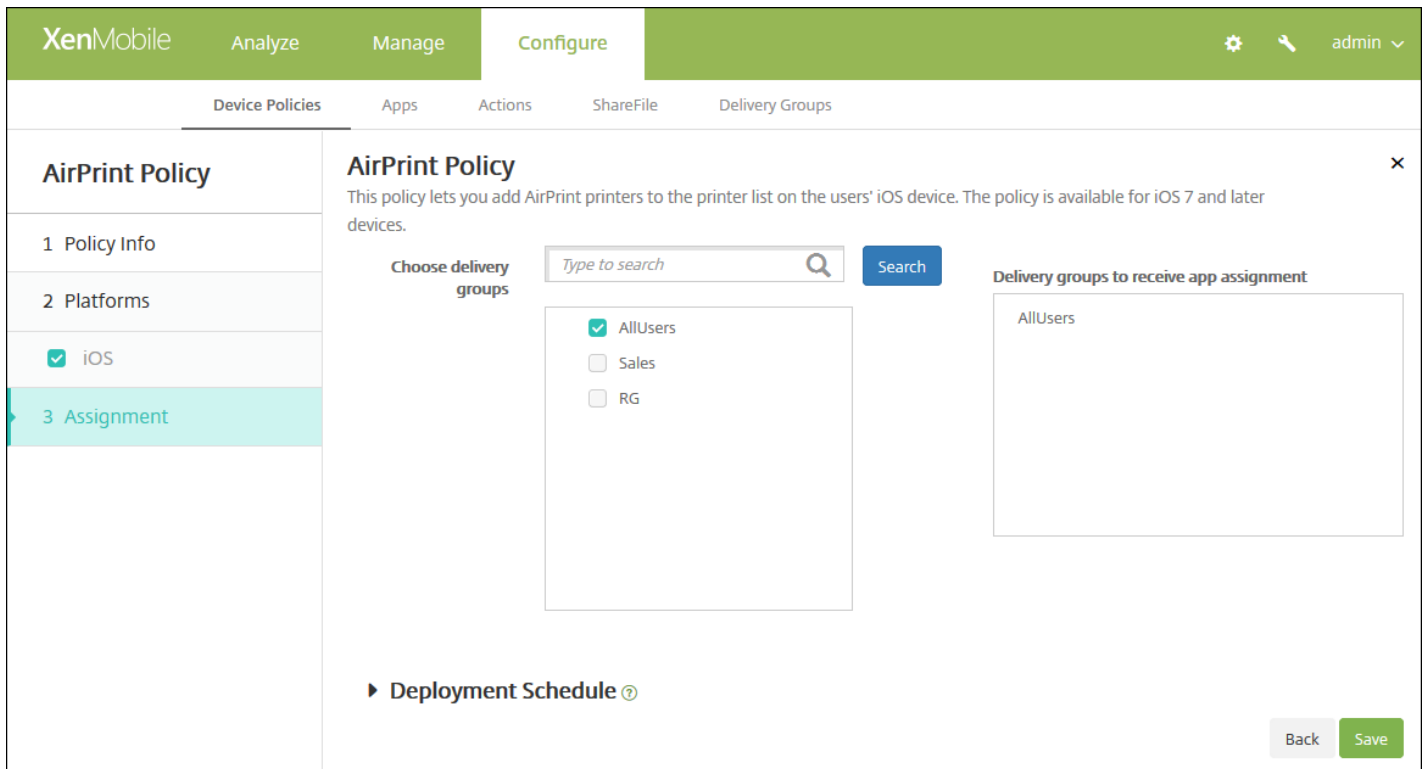 XenMobile Analyze Manage Configure admin
Device Policies Apps Actions ShareFile Delivery Groups
AirPrint Policy
1 Policy Info
2 Platforms
iOS
3 Assignment
AirPrint Policy
This policy lets you add AirPrint printers to the printer list on the users' iOS device. The policy is available for iOS 7 and later
devices.
Choose delivery
groups
Type to search
Search
AllUsers
Sales
RG
Delivery groups to receive app assignment
AllUsers
Deployment Schedule ?
Back Save